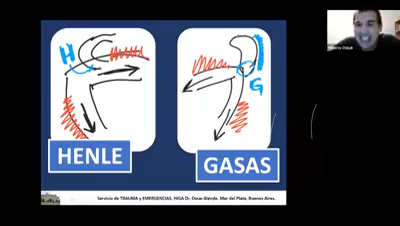 H
G
HENLE
GASAS
Servicio de TRAUMA y EMERGENCIAS, HIGA Dr. Oscar Alende. Mar del Plata. Buenos Aires.